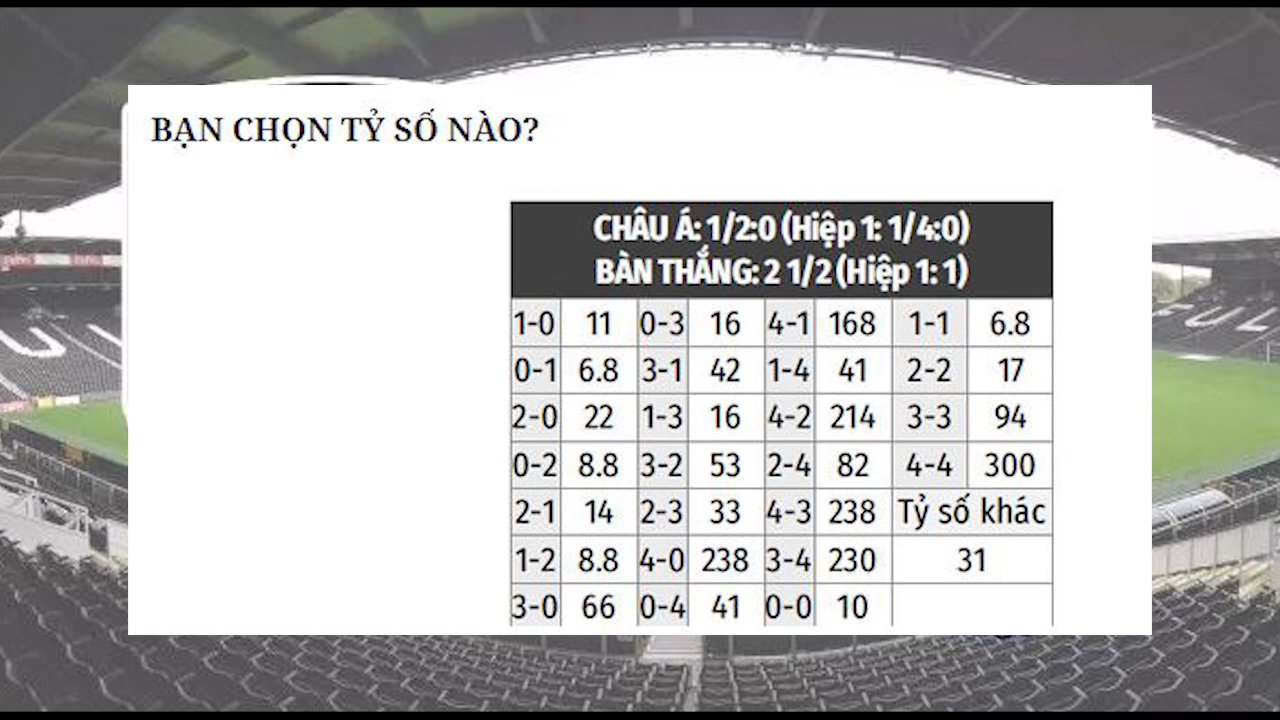 BẠN CHỌN TỶ SỐ NÀO?
CHÂU Á: 1/2:0 (Hiệp 1: 1/4:0)
BÀN THẮNG: 2 1/2 (Hiệp 1: 1)
1-0 11 0-3 16 4-1 168 1-1 6.8
0-1 6.8 3-1 42 1-4 41 2-2 17
2-0 22 1-3 16 4-2 214 3-3 94
0-2 8.8 3-2 53 2-4 82 4-4 300
2-1 14 2-3 33 4-3 238 Tỷ số khác
1-2 8.8 4-0 238 3-4 230 31
3-0 66 0-4 41 0-0 10